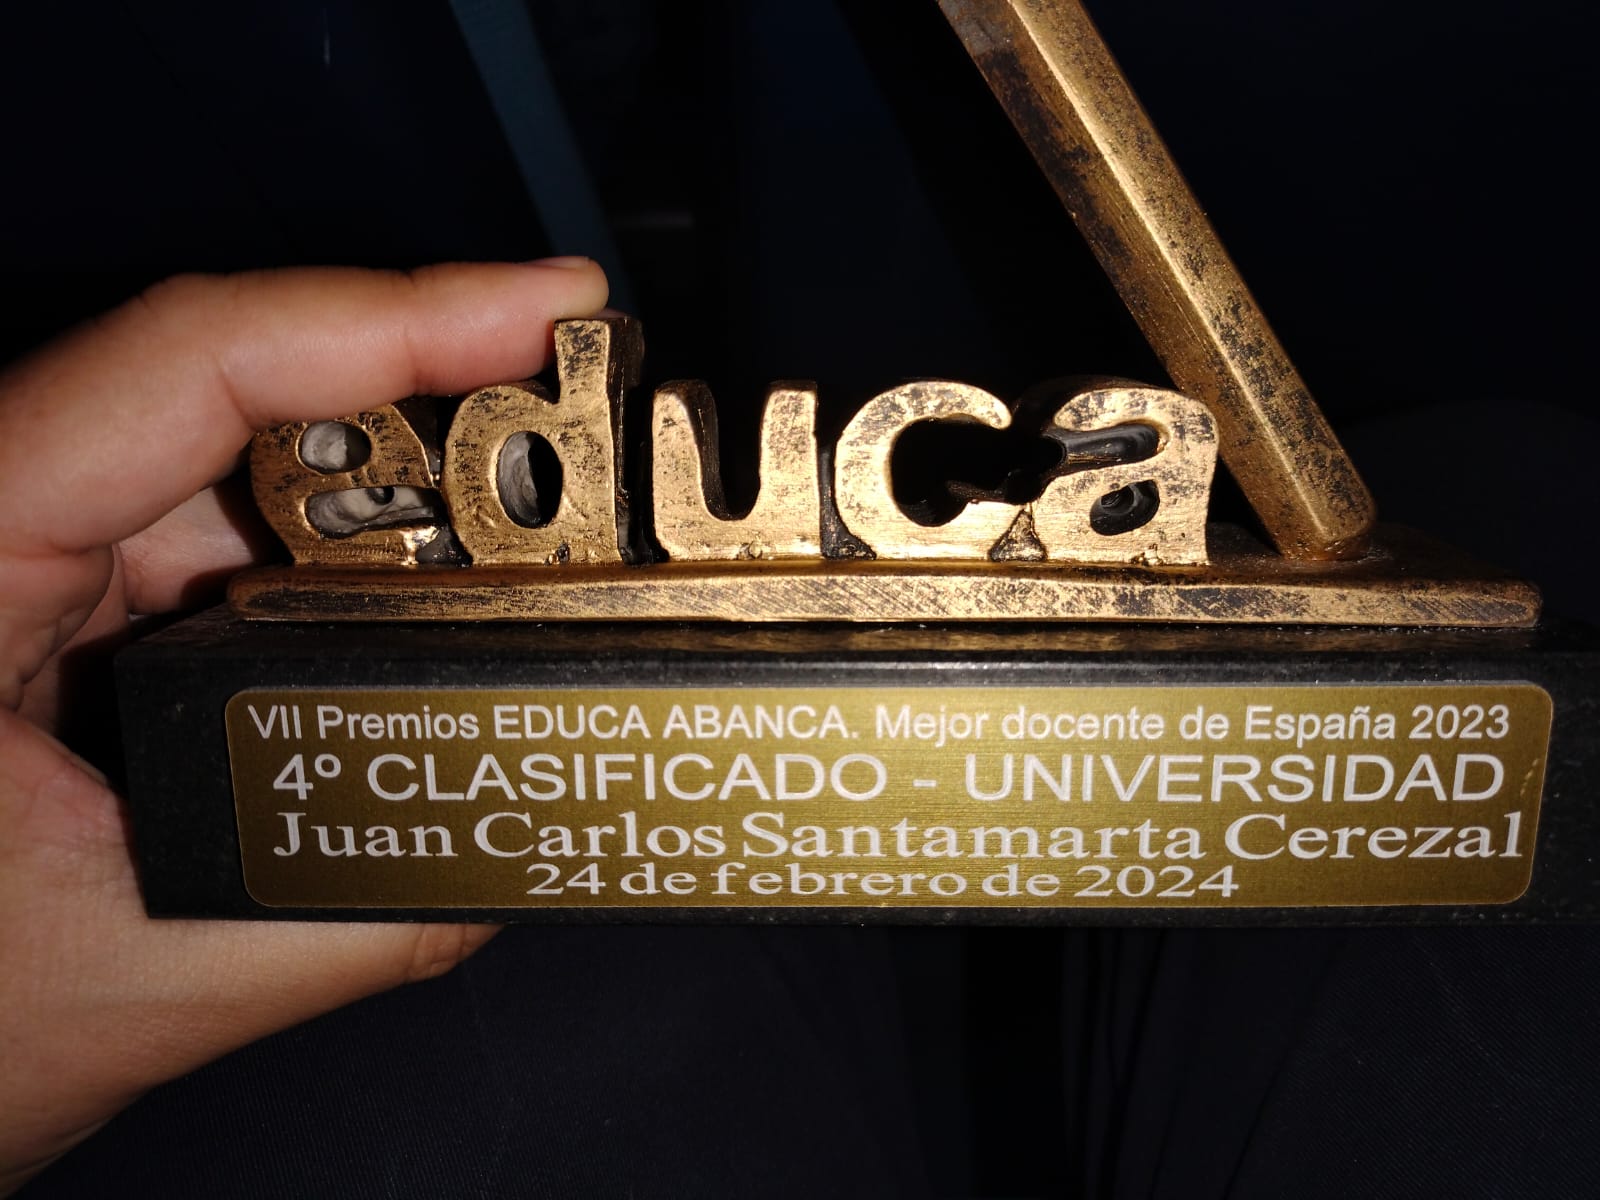 educa
VII Premios EDUCA ABANCA. Mejor docente de España 2023
4º CLASIFICADO - UNIVERSIDAD
Juan Carlos Santamarta Cerezal
24 de febrero de 2024